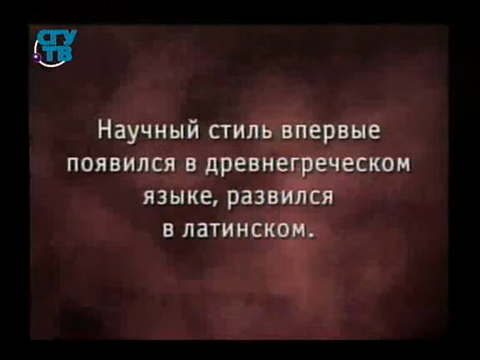 СГУ
ТВ
Научный стиль впервые
появился в древнегреческом
языке, развился
в латинском.